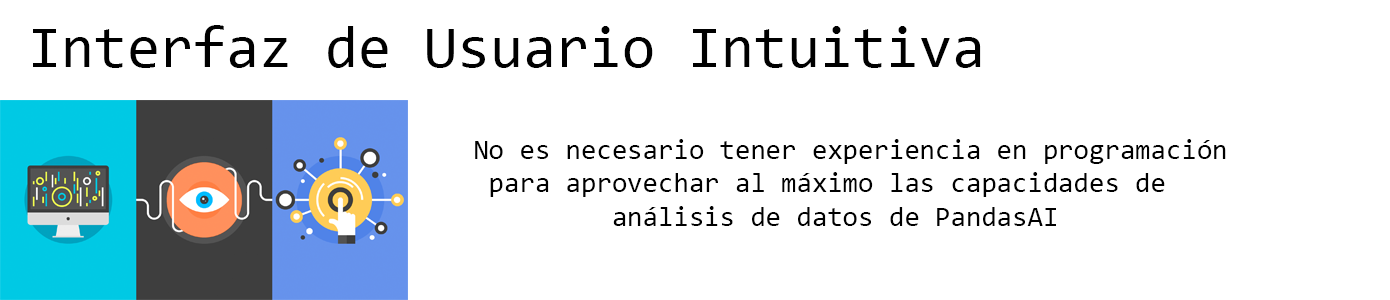 Interfaz de Usuario Intuitiva
No es necesario tener experiencia en programación
para aprovechar al máximo las capacidades de
análisis de datos de PandasAI